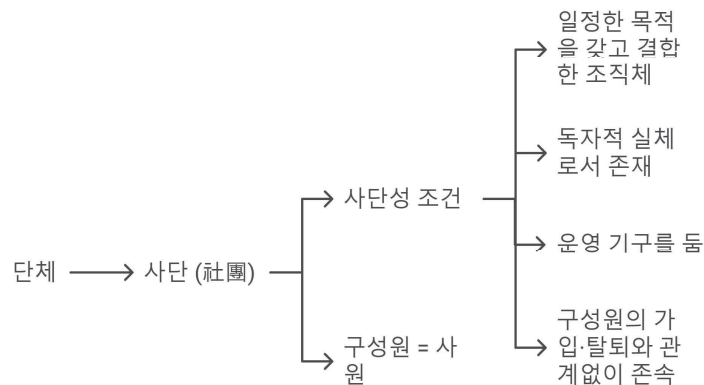 단체
사단 (社團)
사단성 조건
구성원 = 사
원
일정한 목적
을 갖고 결합
한 조직체
독자적 실체
로서 존재
운영 기구를 둠
구성원의 가
입·탈퇴와 관
계없이 존속